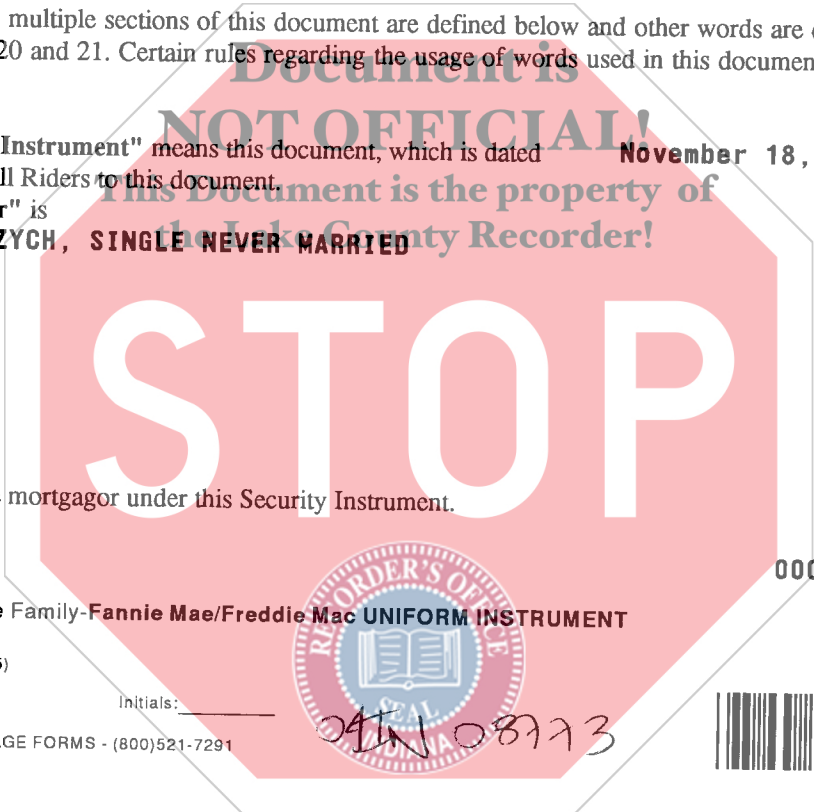 multiple sections of this document are defined below and other words are
20 and 21. Certain rules regarding the usage of words used in this documen
Document is
NOT OFFICIAL!
Instrument" means this document, which is dated November 18,
ll Riders to this document.
This Document is the property of
r" is
the Lake County Recorder!
ZYCH, SINGLE NEVER MARRIED
STOP
mortgagor under this Security Instrument.
000
RECORDER'S OFFICE
e Family-Fannie Mae/Freddie Mac UNIFORM INSTRUMENT
Initials:
SEAL
INDIANA
GE FORMS - (800)521-7291